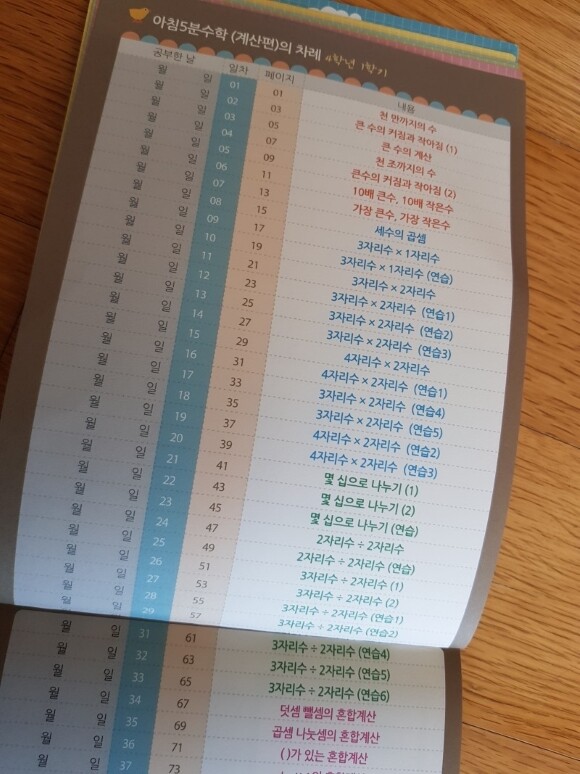 아침5분수학 (계산편)의 차례 4학년 1학기
공부한 날 일차 페이지 내용
월 일 01 01 천 만까지의 수
월 일 02 03 큰 수의 커짐과 작아짐 (1)
월 일 03 05 큰 수의 계산
월 일 04 07 천 조까지의 수
월 일 05 09 큰수의 커짐과 작아짐 (2)
월 일 06 11 10배 큰수, 10배 작은수
월 일 07 13 가장 큰수, 가장 작은수
월 일 08 15 세수의 곱셈
월 일 09 17 3자리수 × 1자리수
월 일 10 19 3자리수 × 1자리수 (연습)
월 일 11 21 3자리수 × 2자리수
월 일 12 23 3자리수 × 2자리수 (연습1)
월 일 13 25 3자리수 × 2자리수 (연습2)
월 일 14 27 3자리수 × 2자리수 (연습3)
월 일 15 29 4자리수 × 2자리수
월 일 16 31 4자리수 × 2자리수 (연습1)
월 일 17 33 3자리수 × 2자리수 (연습4)
월 일 18 35 3자리수 × 2자리수 (연습5)
월 일 19 37 4자리수 × 2자리수 (연습2)
월 일 20 39 4자리수 × 2자리수 (연습3)
월 일 21 41 몇 십으로 나누기 (1)
월 일 22 43 몇 십으로 나누기 (2)
월 일 23 45 몇 십으로 나누기 (연습)
월 일 24 47 2자리수 ÷ 2자리수
월 일 25 49 2자리수 ÷ 2자리수 (연습)
월 일 26 51 3자리수 ÷ 2자리수 (1)
월 일 27 53 3자리수 ÷ 2자리수 (2)
월 일 28 55 3자리수 ÷ 2자리수 (연습1)
월 일 29 57 3자리수 ÷ 2자리수 (연습2)
월 일 31 61 3자리수 ÷ 2자리수 (연습4)
월 일 32 63 3자리수 ÷ 2자리수 (연습5)
월 일 33 65 3자리수 ÷ 2자리수 (연습6)
월 일 34 67 덧셈 뺄셈의 혼합계산
월 일 35 69 곱셈 나눗셈의 혼합계산
월 일 36 71 ( )가 있는 혼합계산
월 일 37 73